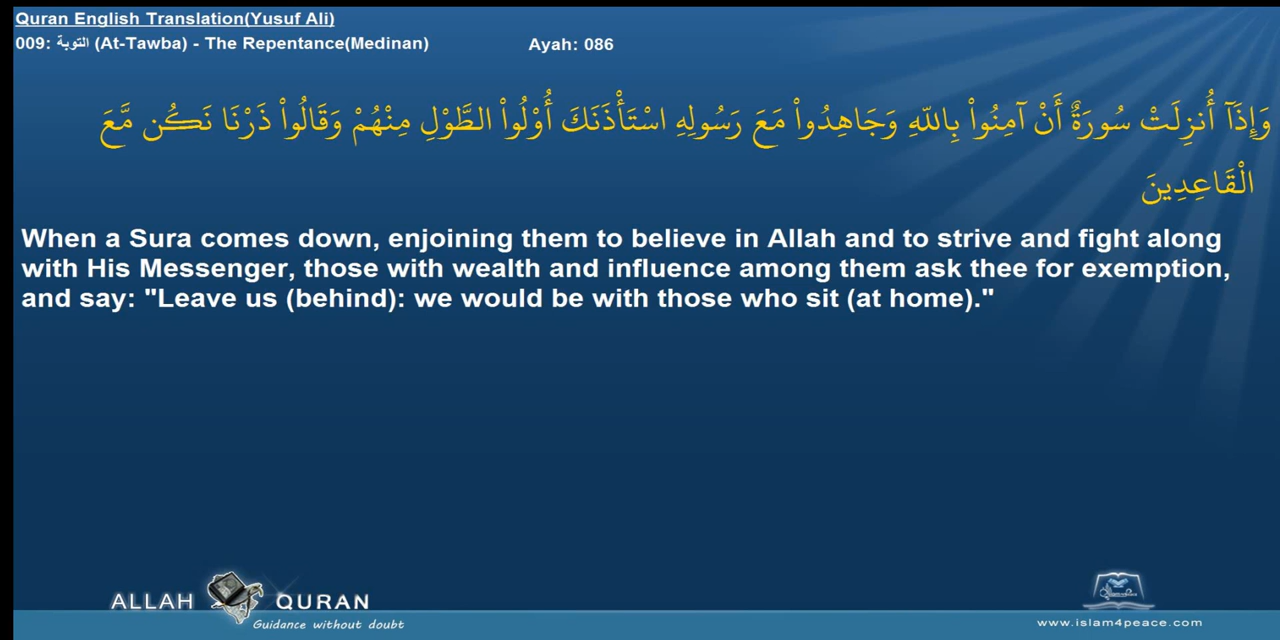 Quran English Translation(Yusuf Ali)
009: التوبة (At-Tawba) - The Repentance(Medinan) Ayah: 086
وَإِذَآ أُنزِلَتْ سُورَةٌ أَنْ آمِنُواْ بِاللّهِ وَجَاهِدُواْ مَعَ رَسُولِهِ اسْتَأْذَنَكَ أُوْلُواْ الطَّوْلِ مِنْهُمْ وَقَالُواْ ذَرْنَا نَكُن مَّعَ
الْقَاعِدِينَ
When a Sura comes down, enjoining them to believe in Allah and to strive and fight along
with His Messenger, those with wealth and influence among them ask thee for exemption,
and say: "Leave us (behind): we would be with those who sit (at home)."
ALLAH QURAN
Guidance without doubt
www.islam4peace.com